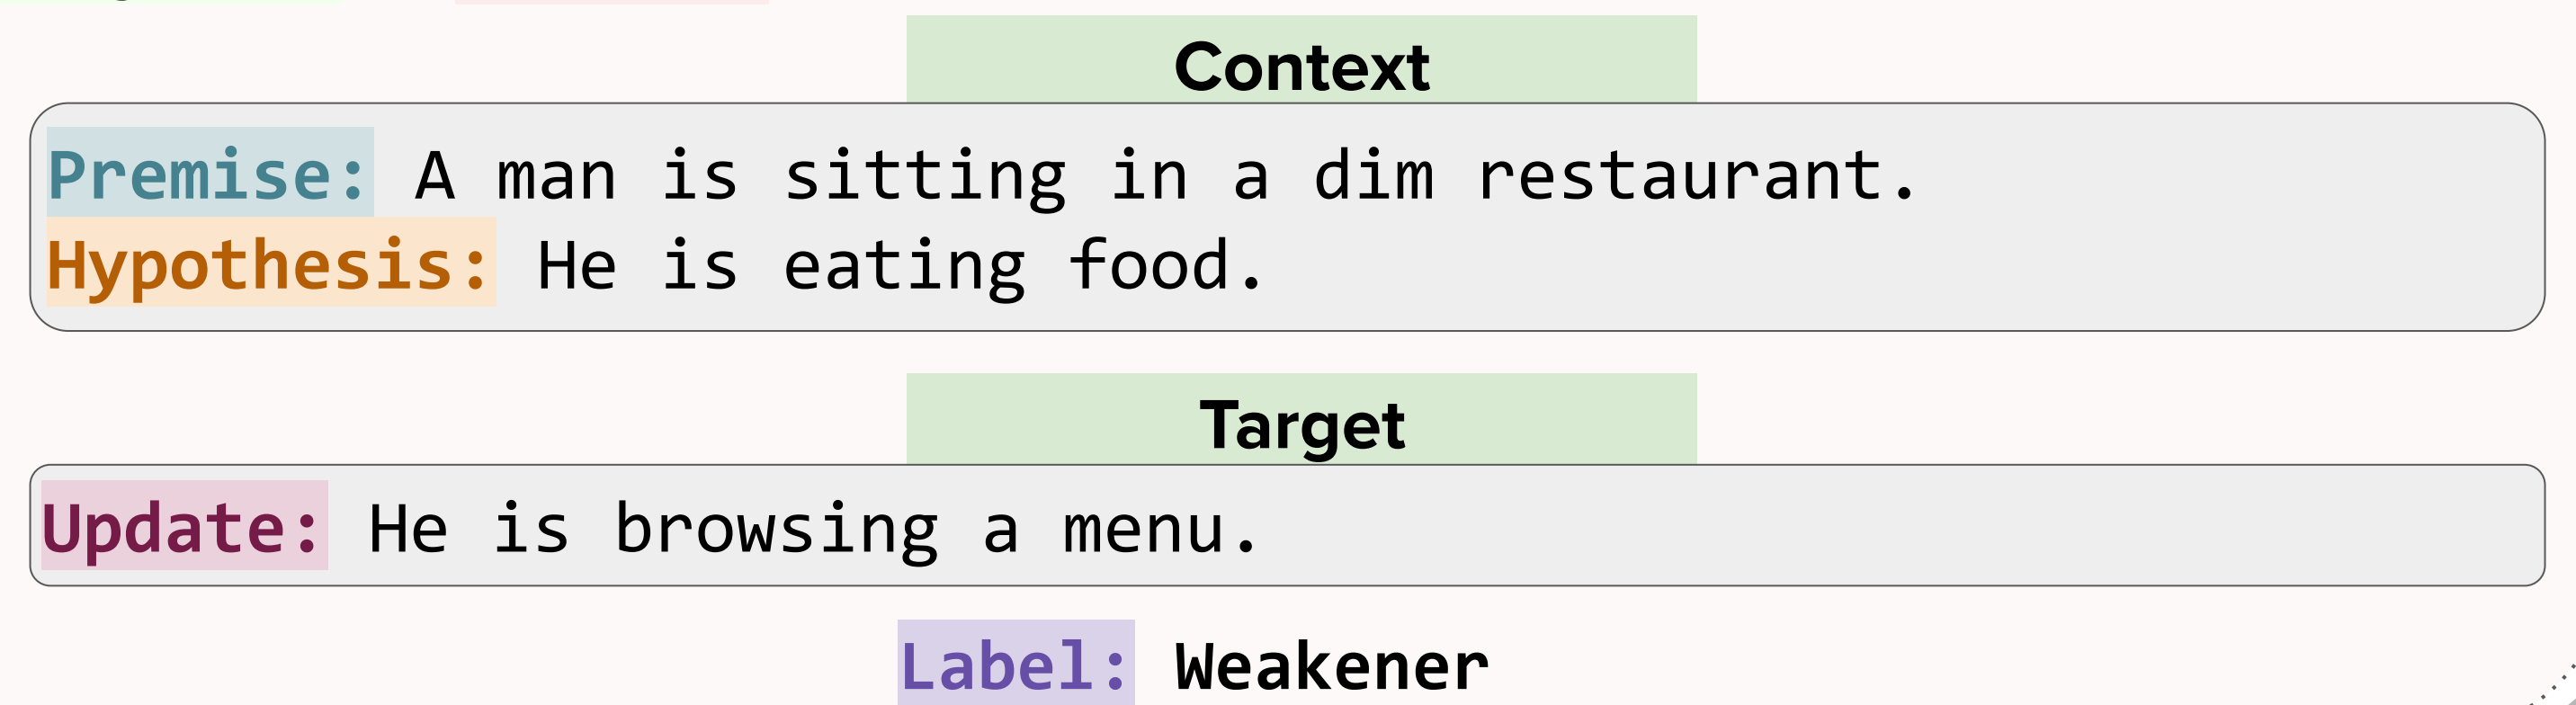 Context
Premise: A man is sitting in a dim restaurant.
Hypothesis: He is eating food.
Target
Update: He is browsing a menu.
Label: Weakener